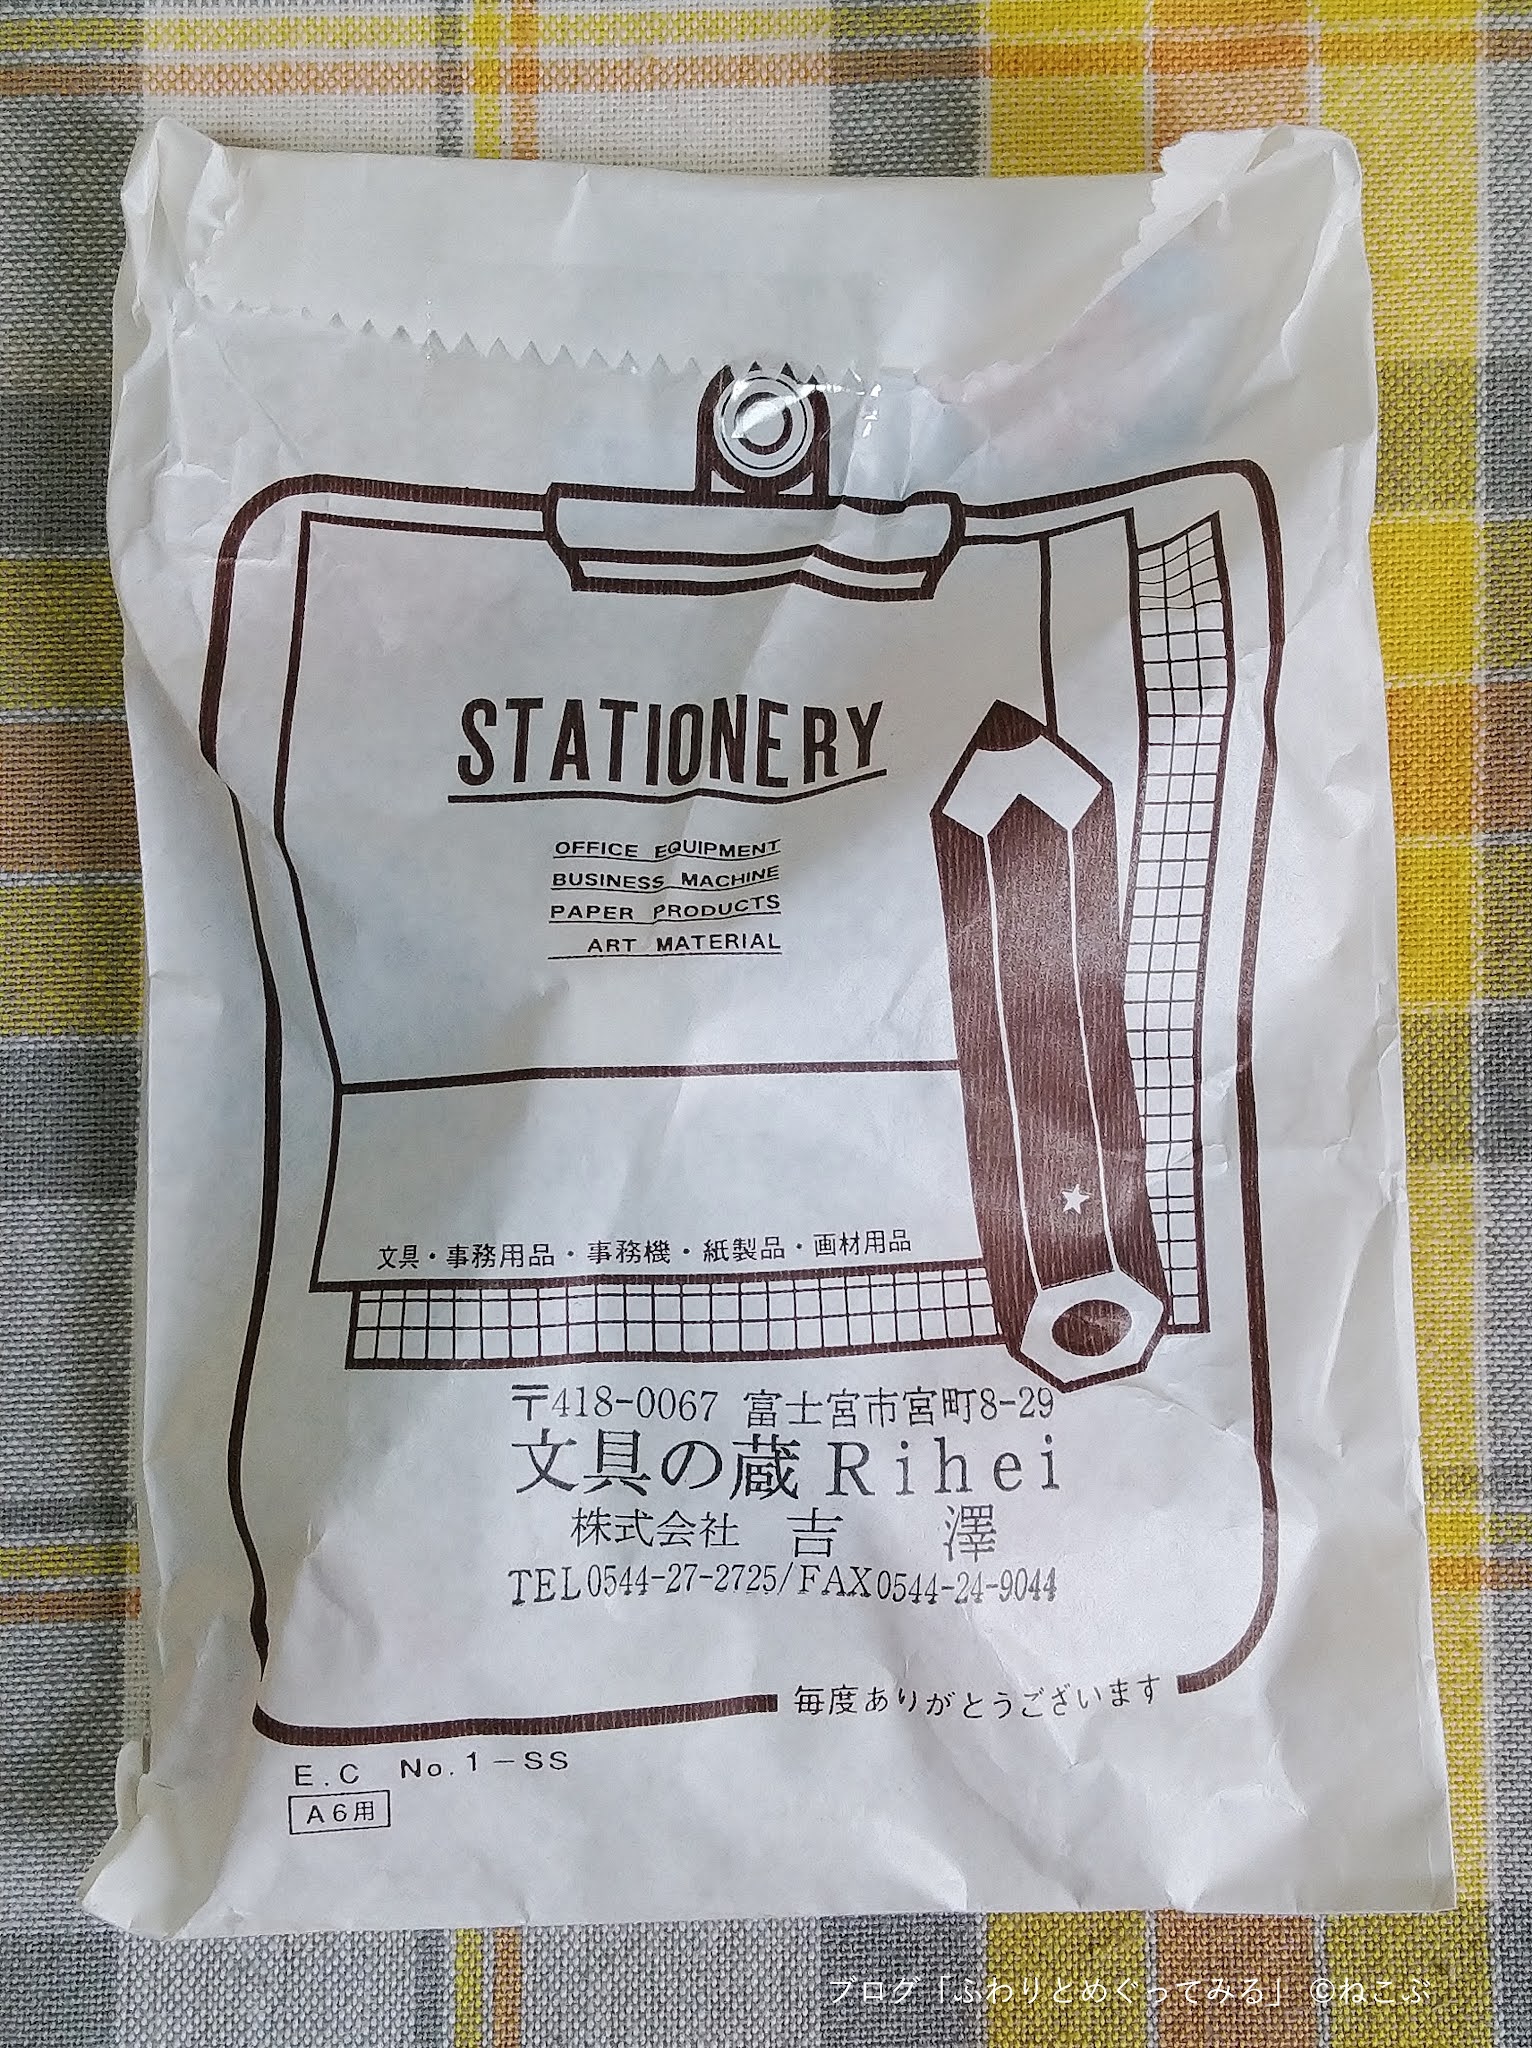 STATIONERY
OFFICE EQUIPMENT
BUSINESS MACHINE
PAPER PRODUCTS
ART MATERIAL
文具・事務用品・事務機・紙製品・画材用品
〒418-0067 富士宮市宮町8-29
文具の蔵Rihei
株式会社 吉 澤
TEL0544-27-2725/FAX0544-24-9044
毎度ありがとうございます
E.C No.1-SS
A6用
ブログ「ふわりとめぐってみる」 ©ねこぶ